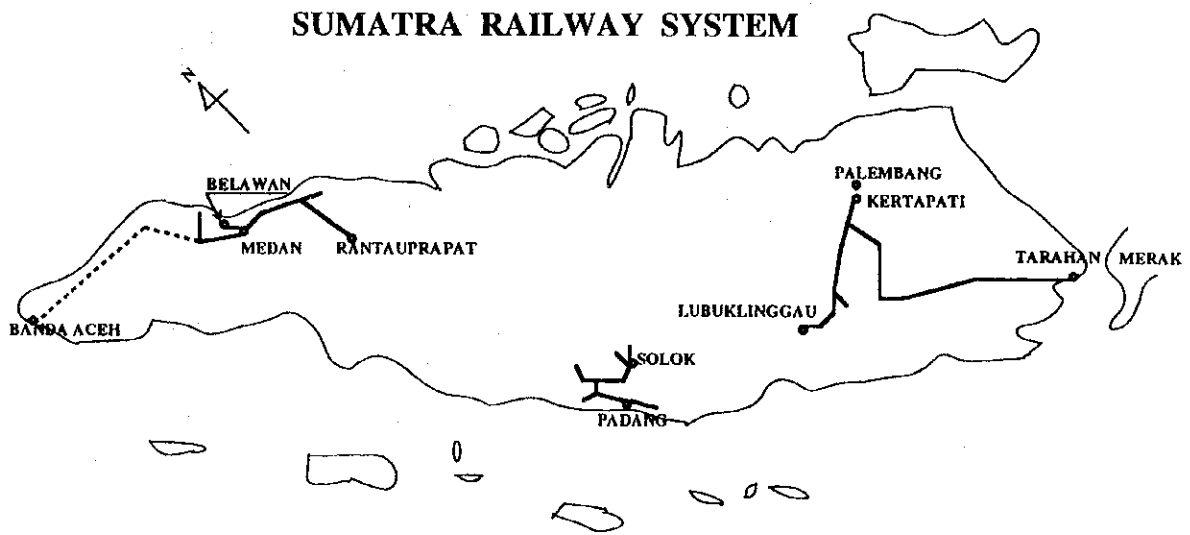 SUMATRA RAILWAY SYSTEM
N
BELAWAN
MEDAN
RANTAUPRAPAT
BANDA ACEH
PALEMBANG
KERTAPATI
TARAHAN
MERAK
LUBUKLINGGAU
SOLOK
PADANG